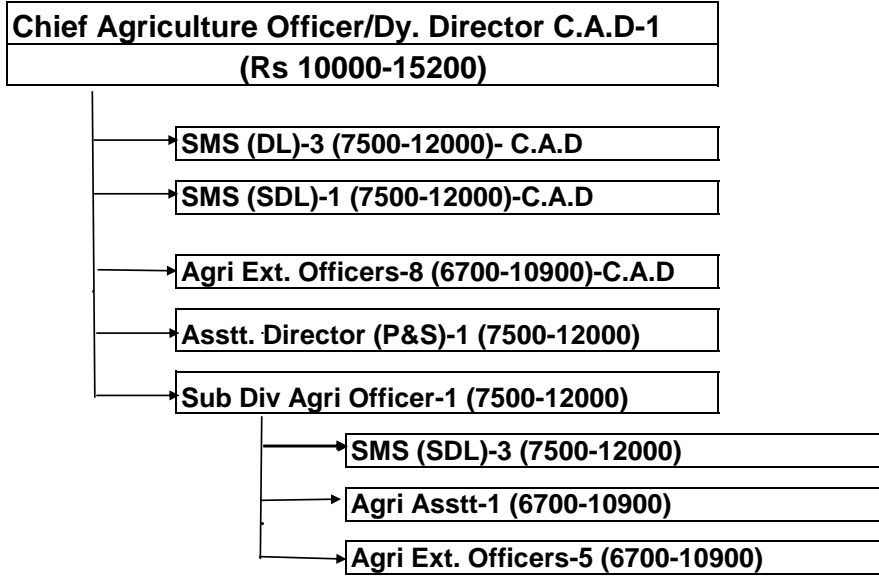 Chief Agriculture Officer/Dy. Director C.A.D-1
(Rs 10000-15200)
SMS (DL)-3 (7500-12000)- C.A.D
SMS (SDL)-1 (7500-12000)-C.A.D
Agri Ext. Officers-8 (6700-10900)-C.A.D
Asstt. Director (P&S)-1 (7500-12000)
Sub Div Agri Officer-1 (7500-12000)
SMS (SDL)-3 (7500-12000)
Agri Asstt-1 (6700-10900)
Agri Ext. Officers-5 (6700-10900)